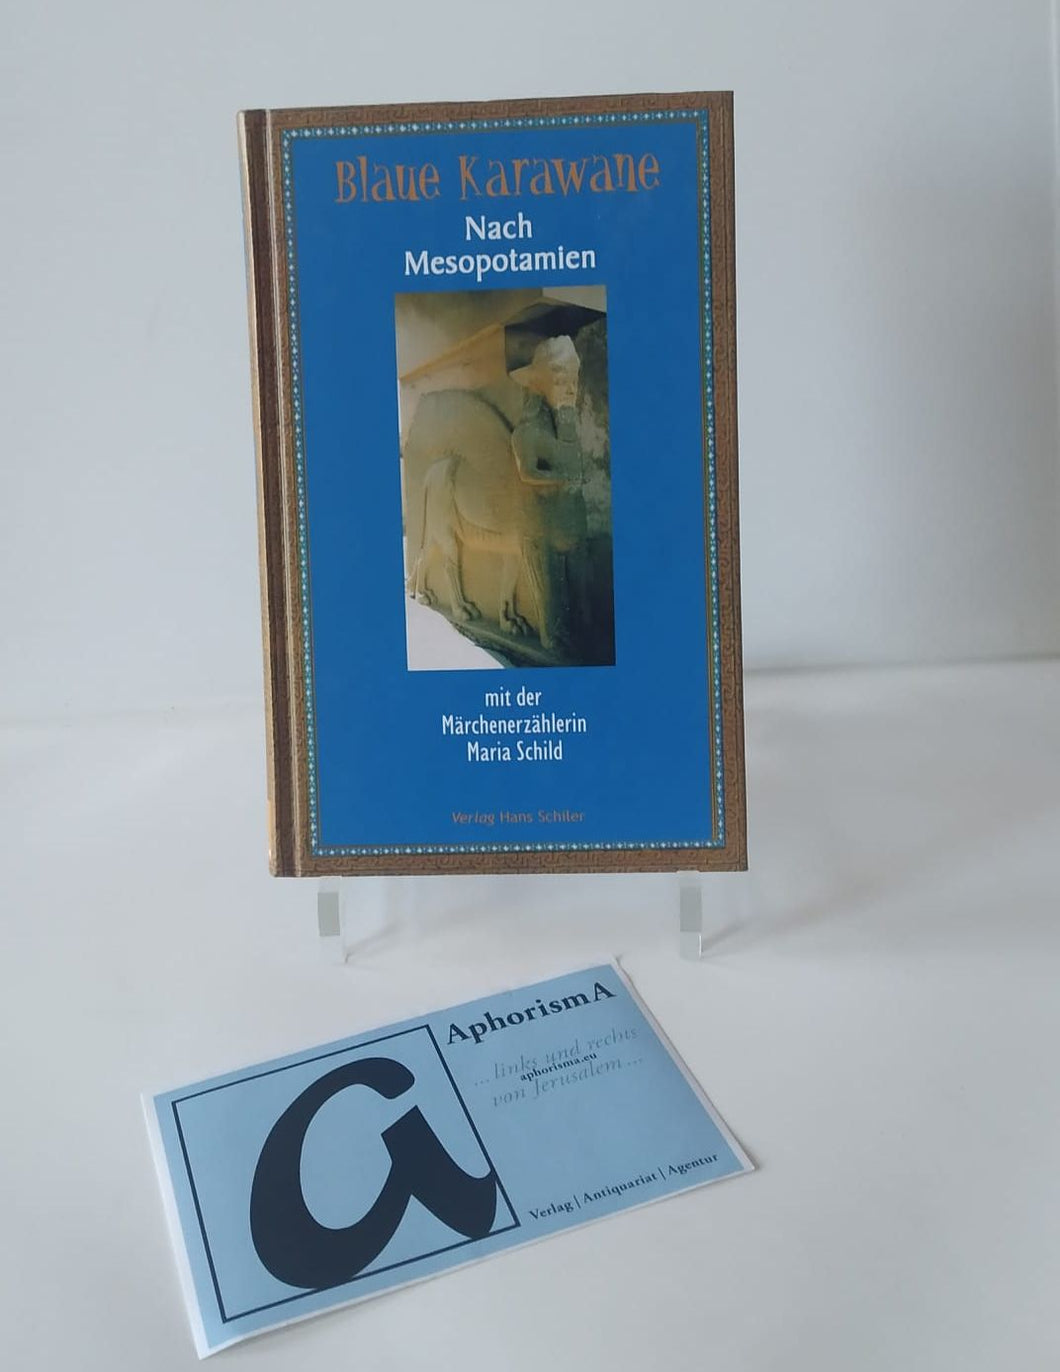 Blaue Karawane
Nach
Mesopotamien
mit der
Märchenerzählerin
Maria Schild
Verlag Hans Schiler
AphorismA
... links und rechts
aphorisma.eu
von Jerusalem ...
Verlag | Antiquariat | Agentur
a